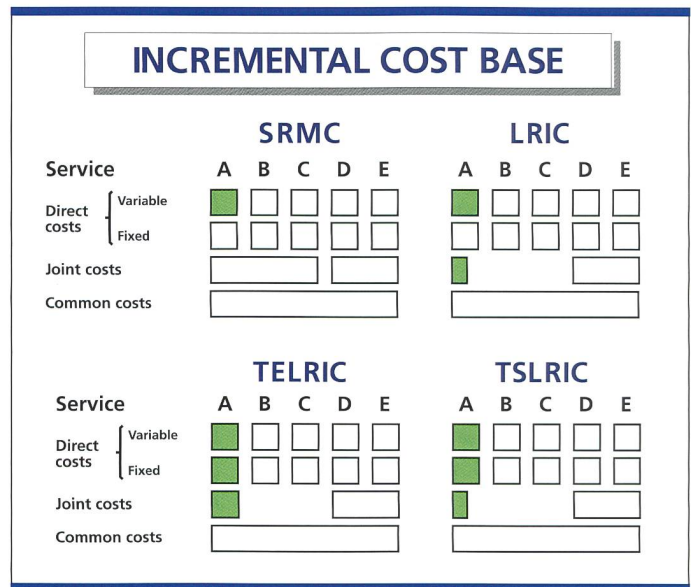 INCREMENTAL COST BASE
SRMC
LRIC
Service A B C D E A B C D E
Direct costs Variable
Fixed
Joint costs
Common costs
TELRIC
TSLRIC
Service A B C D E A B C D E
Direct costs Variable
Fixed
Joint costs
Common costs